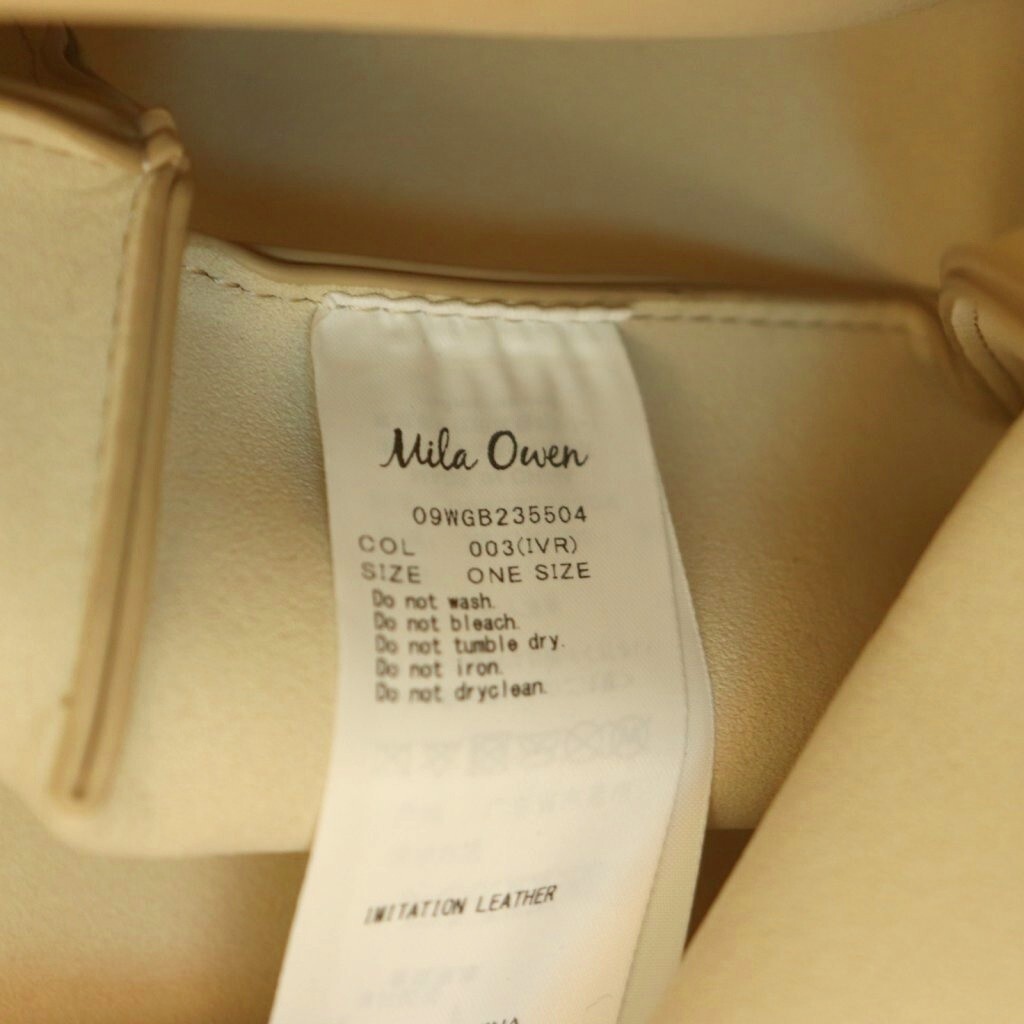 Mila Owen
09WGB235504
COL 003(IVR)
SIZE ONE SIZE
Do not wash.
Do not bleach.
Do not tumble dry.
Do not iron.
Do not dryclean.
IMITATION LEATHER